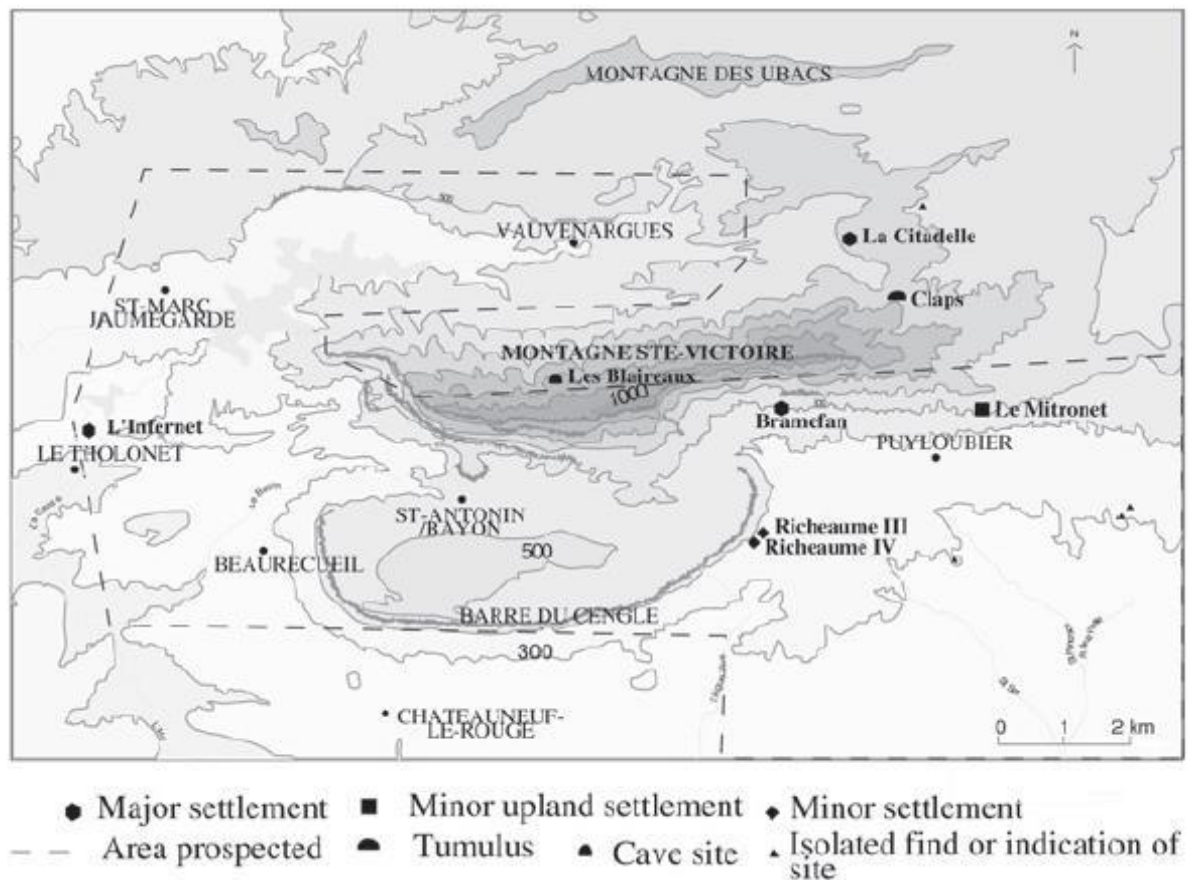 N
MONTAGNE DES UBACS
500
VAUVENARGUES
La Citadelle
ST-MARC
JAUMEGARDE
Claps
MONTAGNE STE-VICTOIRE
Les Blaireaux
1000
L'Infernet
Bramefan
Le Mitronet
LE THOLONET
PUYLOUBIER
ST-ANTONIN
/BAYON
Richeaume III
Richeaume IV
BEAURECUEIL
500
BARRE DU CENGLE
300
CHATEAUNEUF-
LE-ROUGE
0 1 2 km
Major settlement
Minor upland settlement
Minor settlement
Area prospected
Tumulus
Cave site
Isolated find or indication of
site